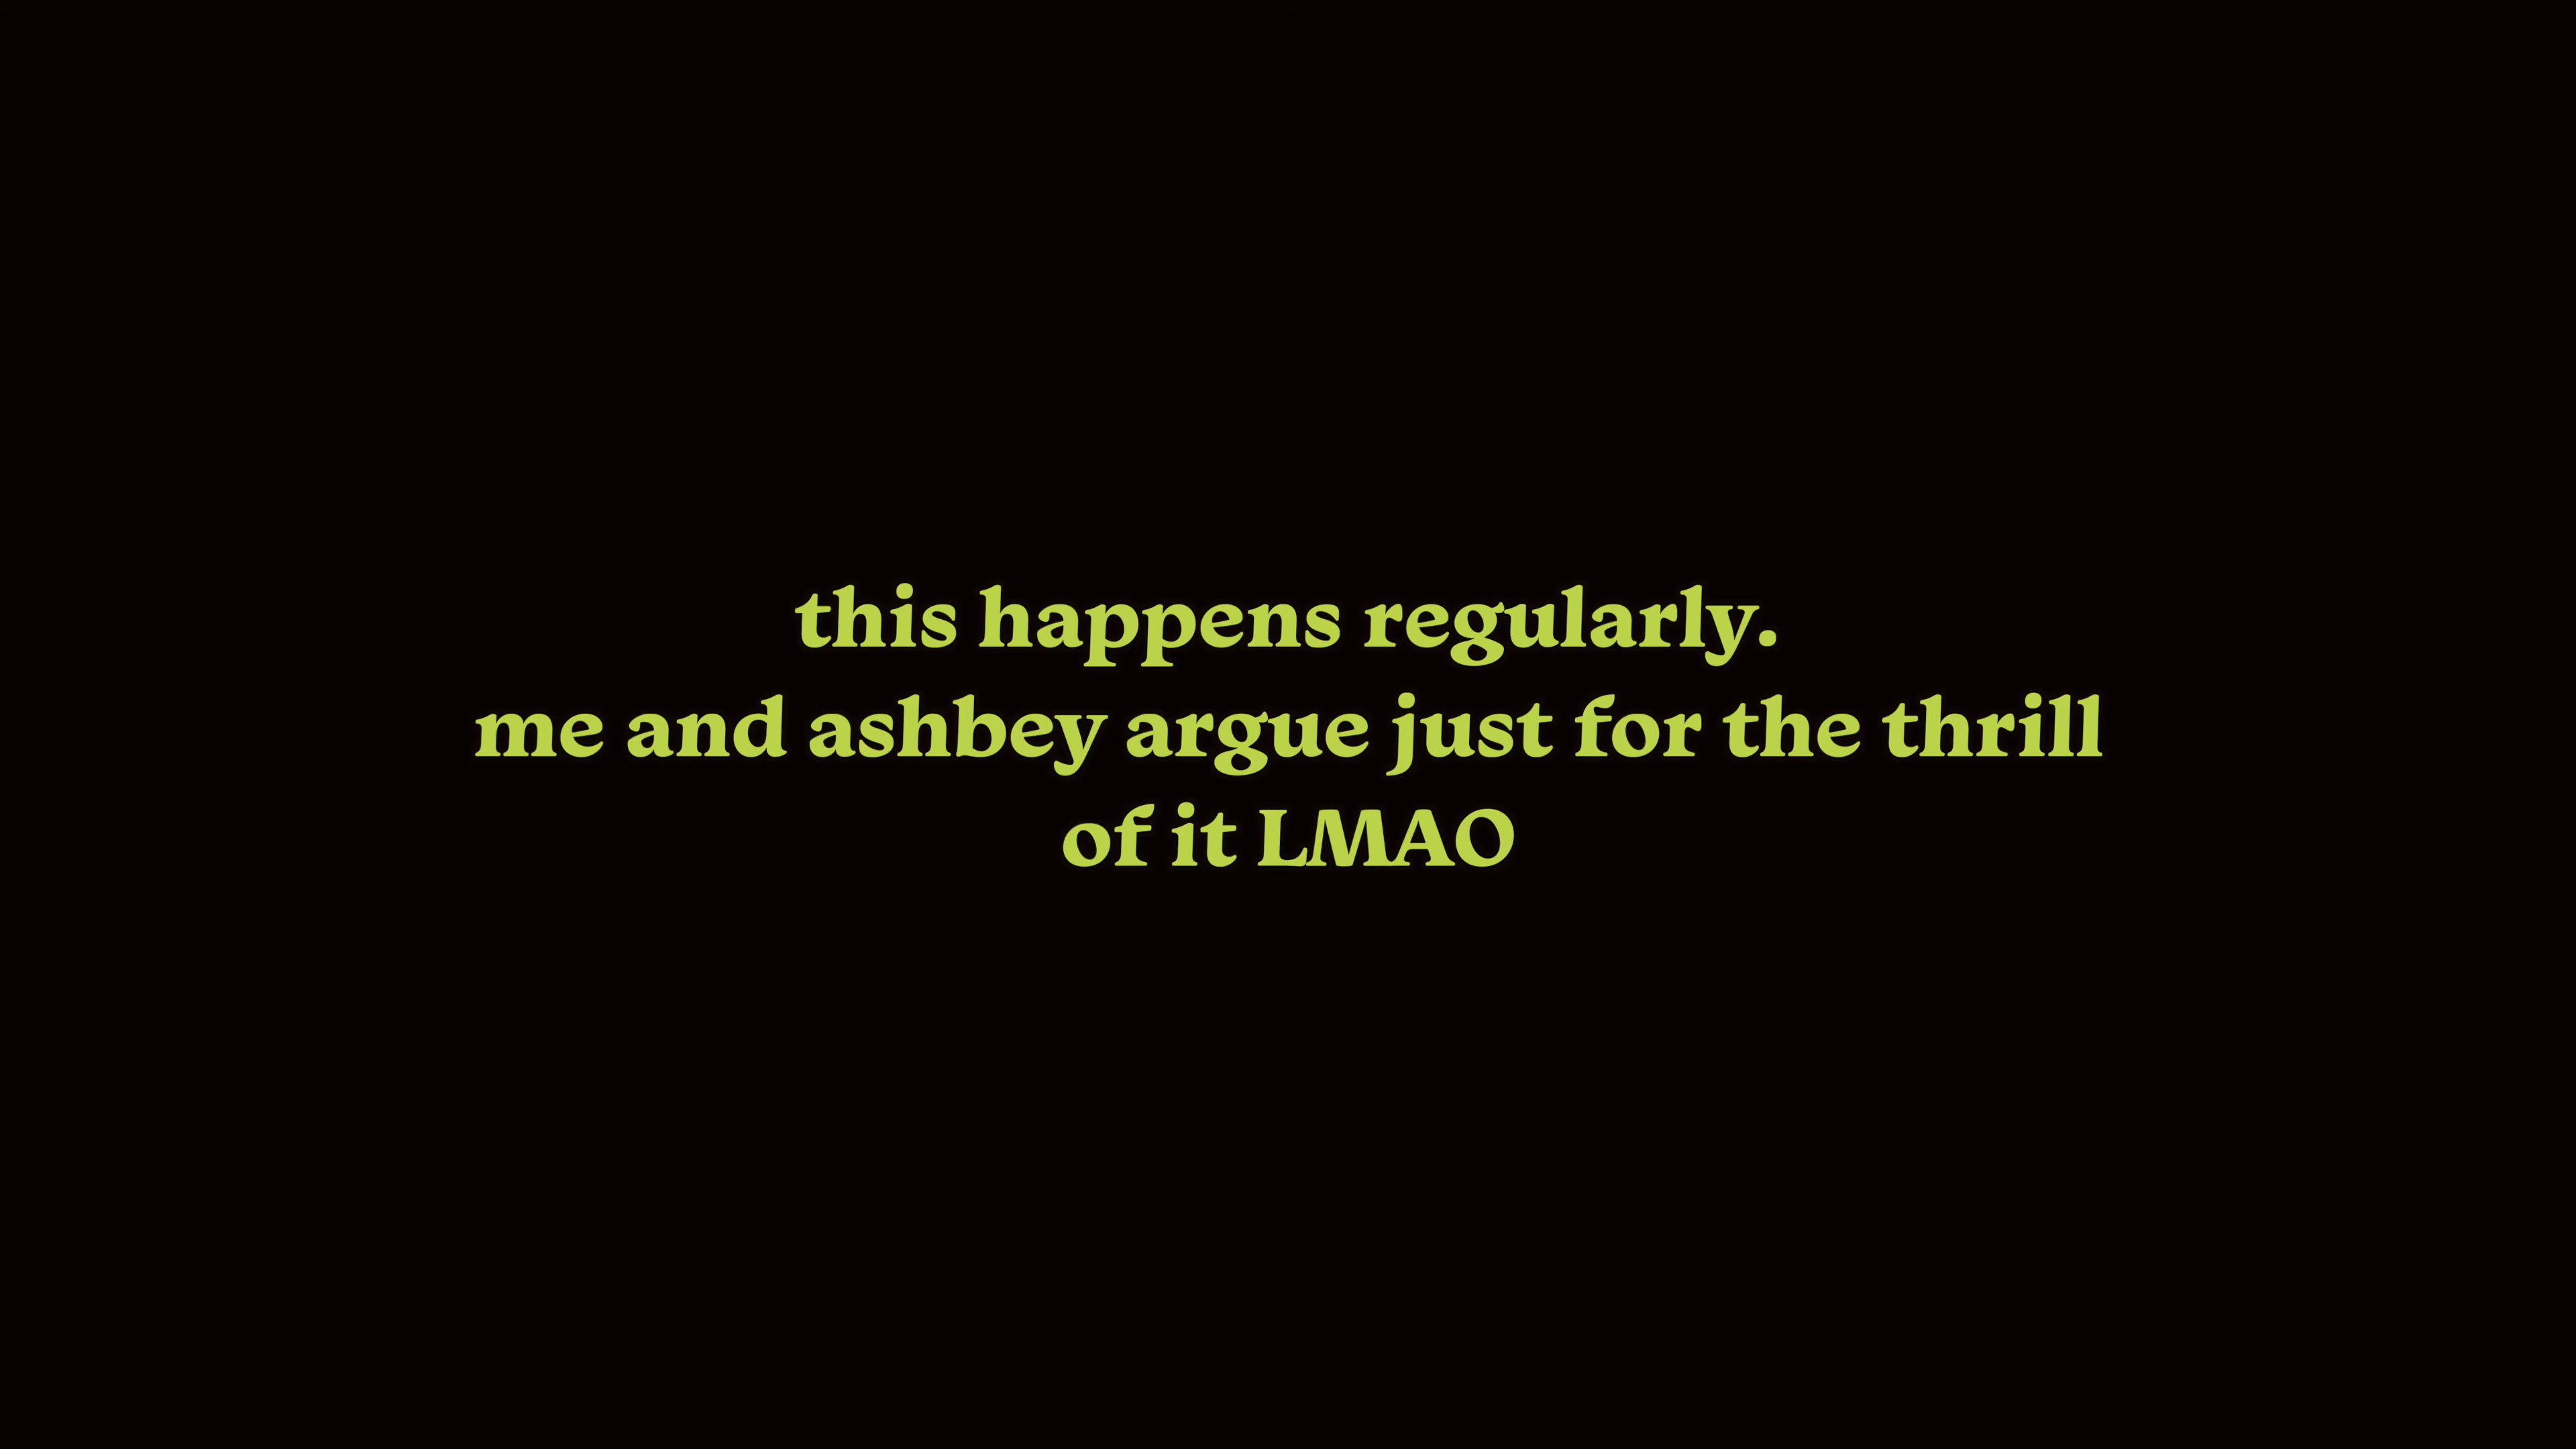 this happens regularly.
me and ashbey argue just for the thrill
of it LMAO